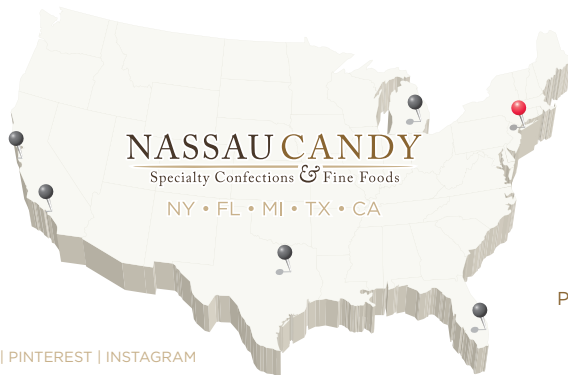 NASSAU CANDY
Specialty Confections & Fine Foods
NY • FL • MI • TX • CA
P
| PINTEREST | INSTAGRAM